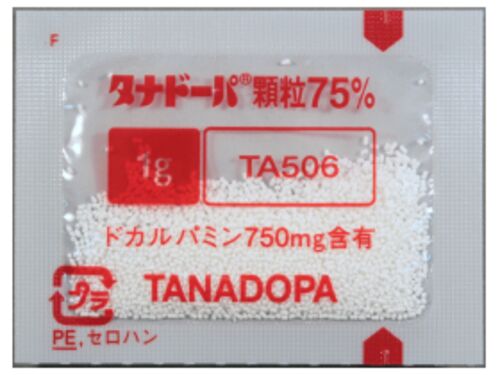 F
タナドーパ®顆粒75%
1g TA506
ドカルパミン750mg含有
プラ TANADOPA
PE, セロハン